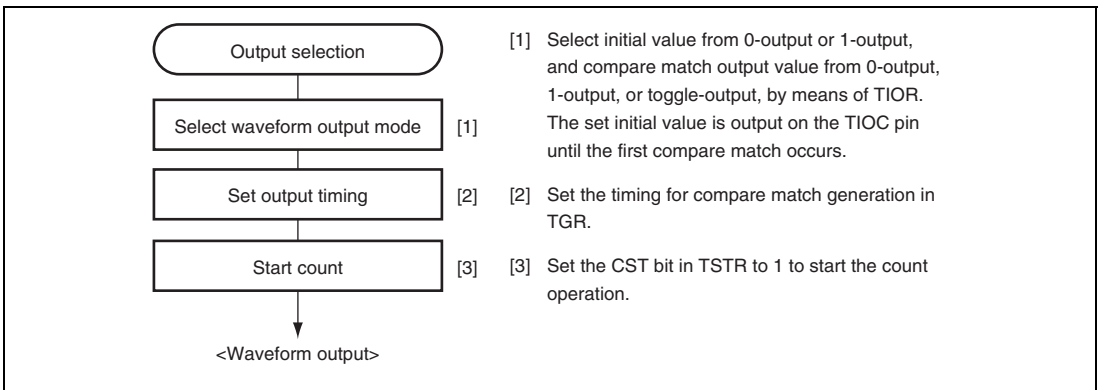 Output selection
Select waveform output mode [1]
Set output timing [2]
Start count [3]
<Waveform output>
[1] Select initial value from 0-output or 1-output,
and compare match output value from 0-output,
1-output, or toggle-output, by means of TIOR.
The set initial value is output on the TIOC pin
until the first compare match occurs.
[2] Set the timing for compare match generation in
TGR.
[3] Set the CST bit in TSTR to 1 to start the count
operation.